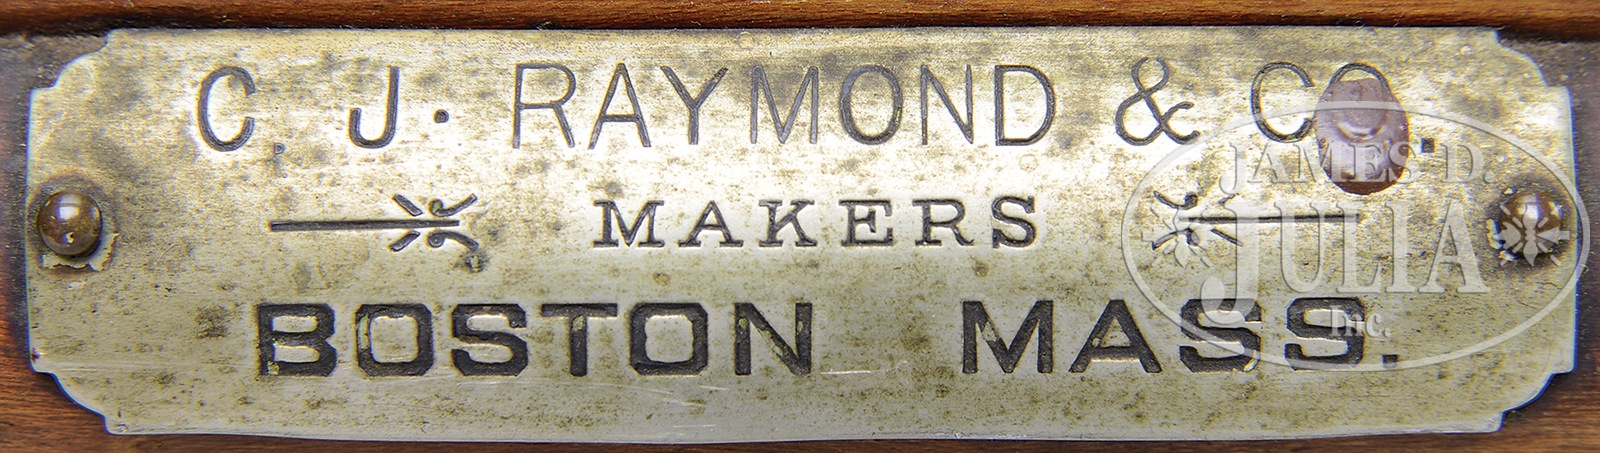 C. J. RAYMOND & CO.
MAKERS
BOSTON MASS.
JAMES D.
JULIA
Inc.